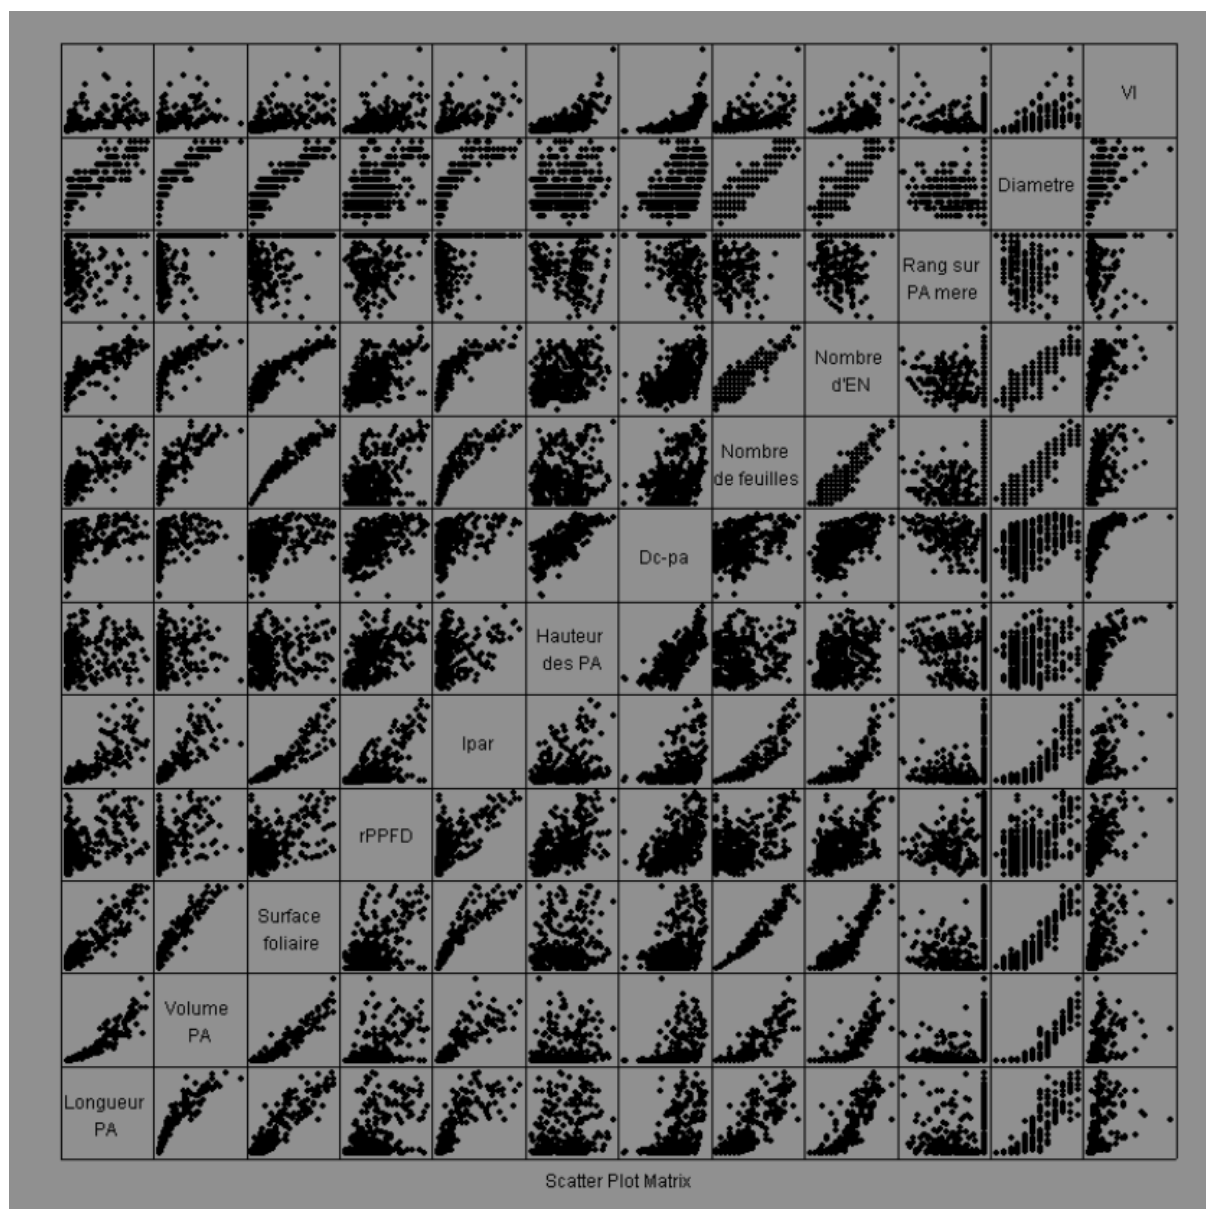 VI
Diametre
Rang sur
PA mere
Nombre
d'EN
Nombre
de feuilles
Dc-pa
Hauteur
des PA
Ipar
rPPFD
Surface
foliaire
Volume
PA
Longueur
PA
Scatter Plot Matrix